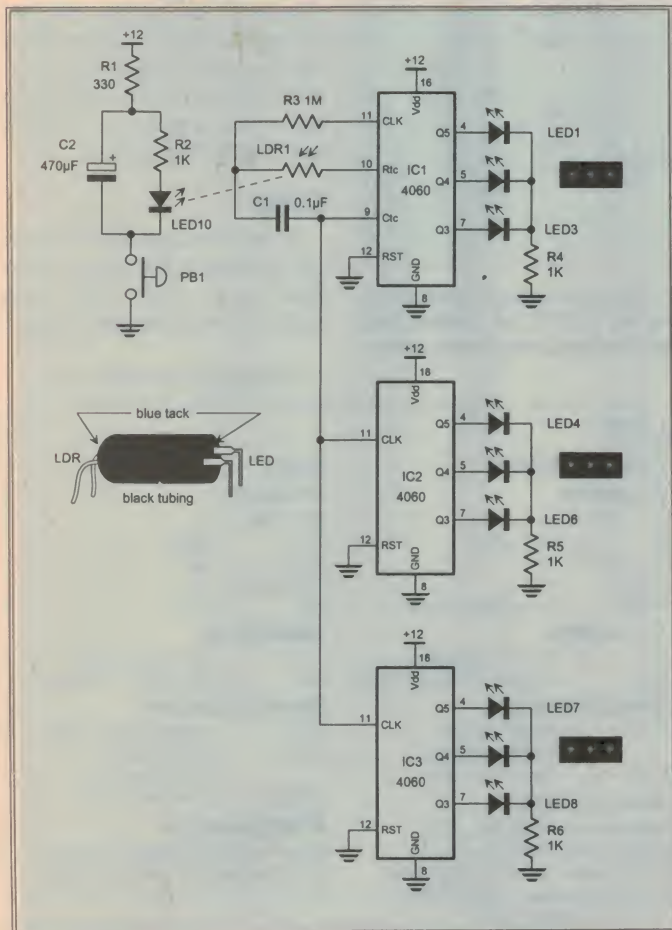 +12
R1
330
C2
470µF
+
R2
1K
LED10
PB1
R3 1M
LDR1
C1
0.1µF
+12
16
Vdd
11
CLK
10
Rtc
9
Ctc
12
RST
IC1
4060
GND
8
Q5
4
Q4
5
Q3
7
LED1
LED3
R4
1K
blue tack
LDR
LED
black tubing
+12
16
Vdd
11
CLK
12
RST
IC2
4060
GND
8
Q5
4
Q4
5
Q3
7
LED4
LED6
R5
1K
+12
16
Vdd
11
CLK
12
RST
IC3
4060
GND
8
Q5
4
Q4
5
Q3
7
LED7
LED8
R6
1K